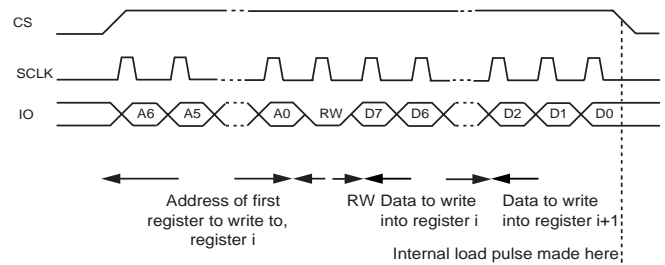 CS
SCLK
IO
A6 A5 A0 RW D7 D6 D2 D1 D0
Address of first
register to write to,
register i
RW Data to write
into register i
Data to write
into register i+1
Internal load pulse made here